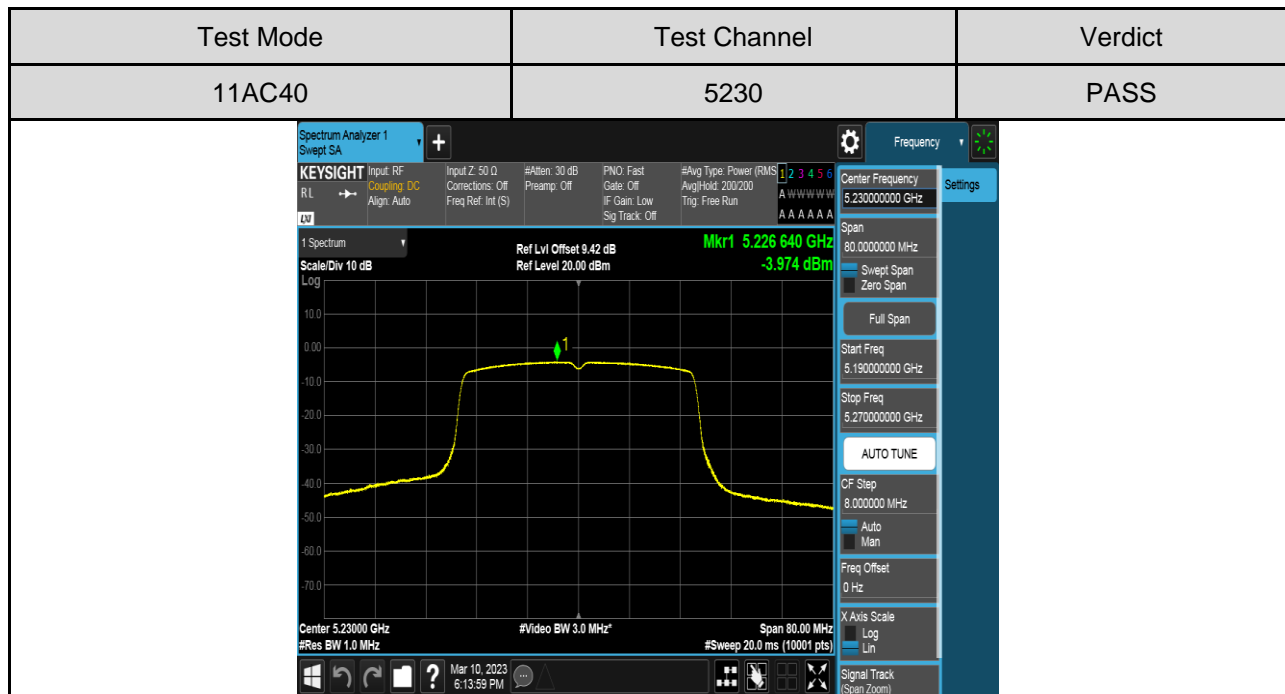 Test Mode Test Channel Verdict
11AC40 5230 PASS
Spectrum Analyzer 1
Swept SA
+
Frequency
KEYSIGHT
RL
LXI
Input: RF
Coupling: DC
Align: Auto
Input Z: 50 Ω
Corrections: Off
Freq Ref: Int (S)
#Atten: 30 dB
Preamp: Off
PNO: Fast
Gate: Off
IF Gain: Low
Sig Track: Off
#Avg Type: Power (RMS
Avg|Hold: 200/200
Trig: Free Run
1 2 3 4 5 6
A W W W W W
A A A A A A
1 Spectrum
Scale/Div 10 dB
Ref Lvl Offset 9.42 dB
Ref Level 20.00 dBm
Mkr1 5.226 640 GHz
-3.974 dBm
Log
10.0
0.00
-10.0
-20.0
-30.0
-40.0
-50.0
-60.0
-70.0
1
Center 5.23000 GHz
#Res BW 1.0 MHz
#Video BW 3.0 MHz*
Span 80.00 MHz
#Sweep 20.0 ms (10001 pts)
Center Frequency
5.230000000 GHz
Settings
Span
80.0000000 MHz
Swept Span
Zero Span
Full Span
Start Freq
5.190000000 GHz
Stop Freq
5.270000000 GHz
AUTO TUNE
CF Step
8.000000 MHz
Auto
Man
Freq Offset
0 Hz
X Axis Scale
Log
Lin
Signal Track
(Span Zoom)
?
Mar 10, 2023
6:13:59 PM